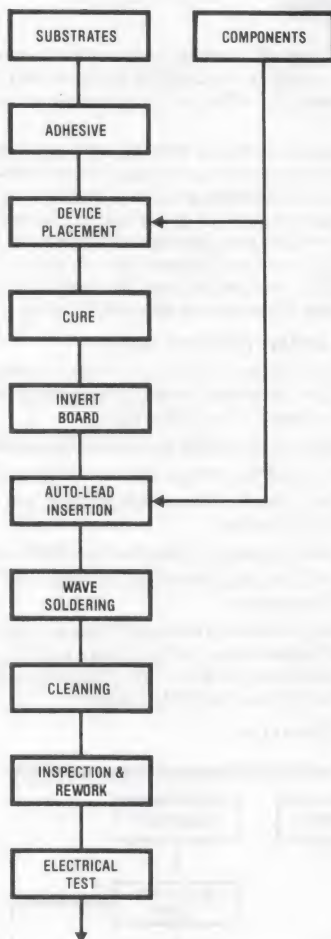 SUBSTRATES
COMPONENTS
ADHESIVE
DEVICE
PLACEMENT
CURE
INVERT
BOARD
AUTO-LEAD
INSERTION
WAVE
SOLDERING
CLEANING
INSPECTION &
REWORK
ELECTRICAL
TEST